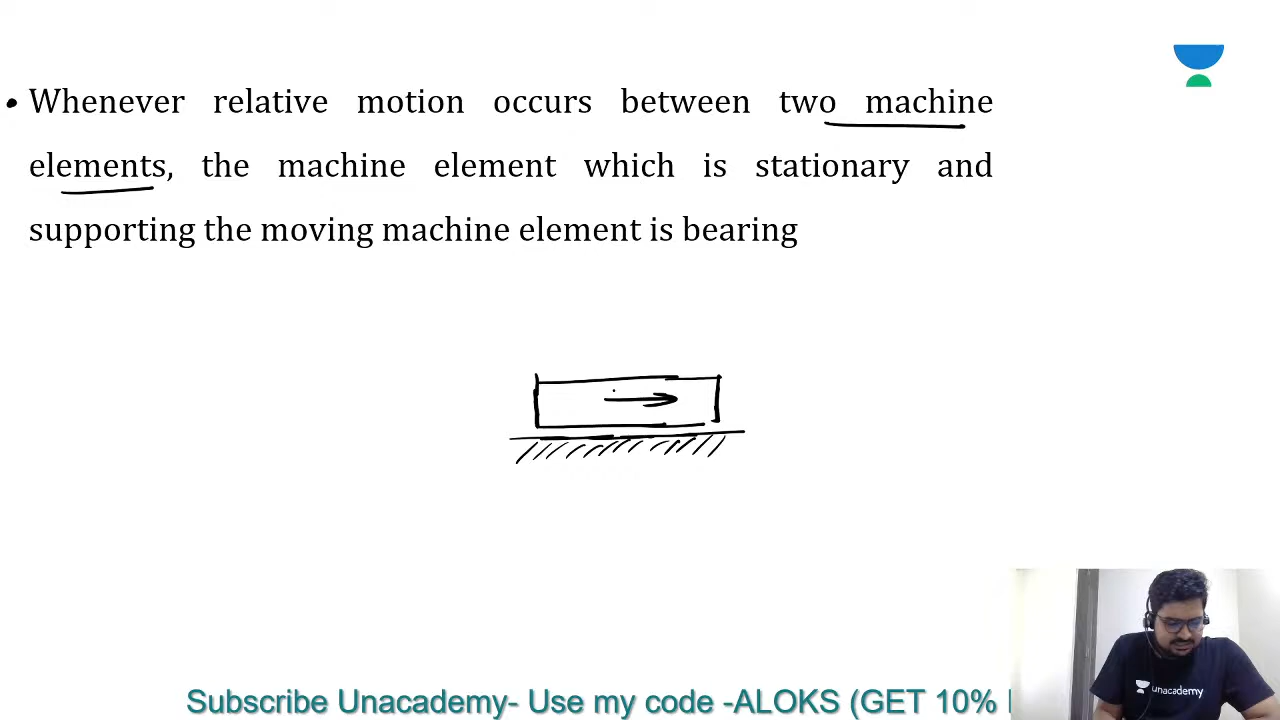 Whenever relative motion occurs between two machine
elements, the machine element which is stationary and
supporting the moving machine element is bearing
unacademy
Subscribe Unacademy- Use my code -ALOKS (GET 10%